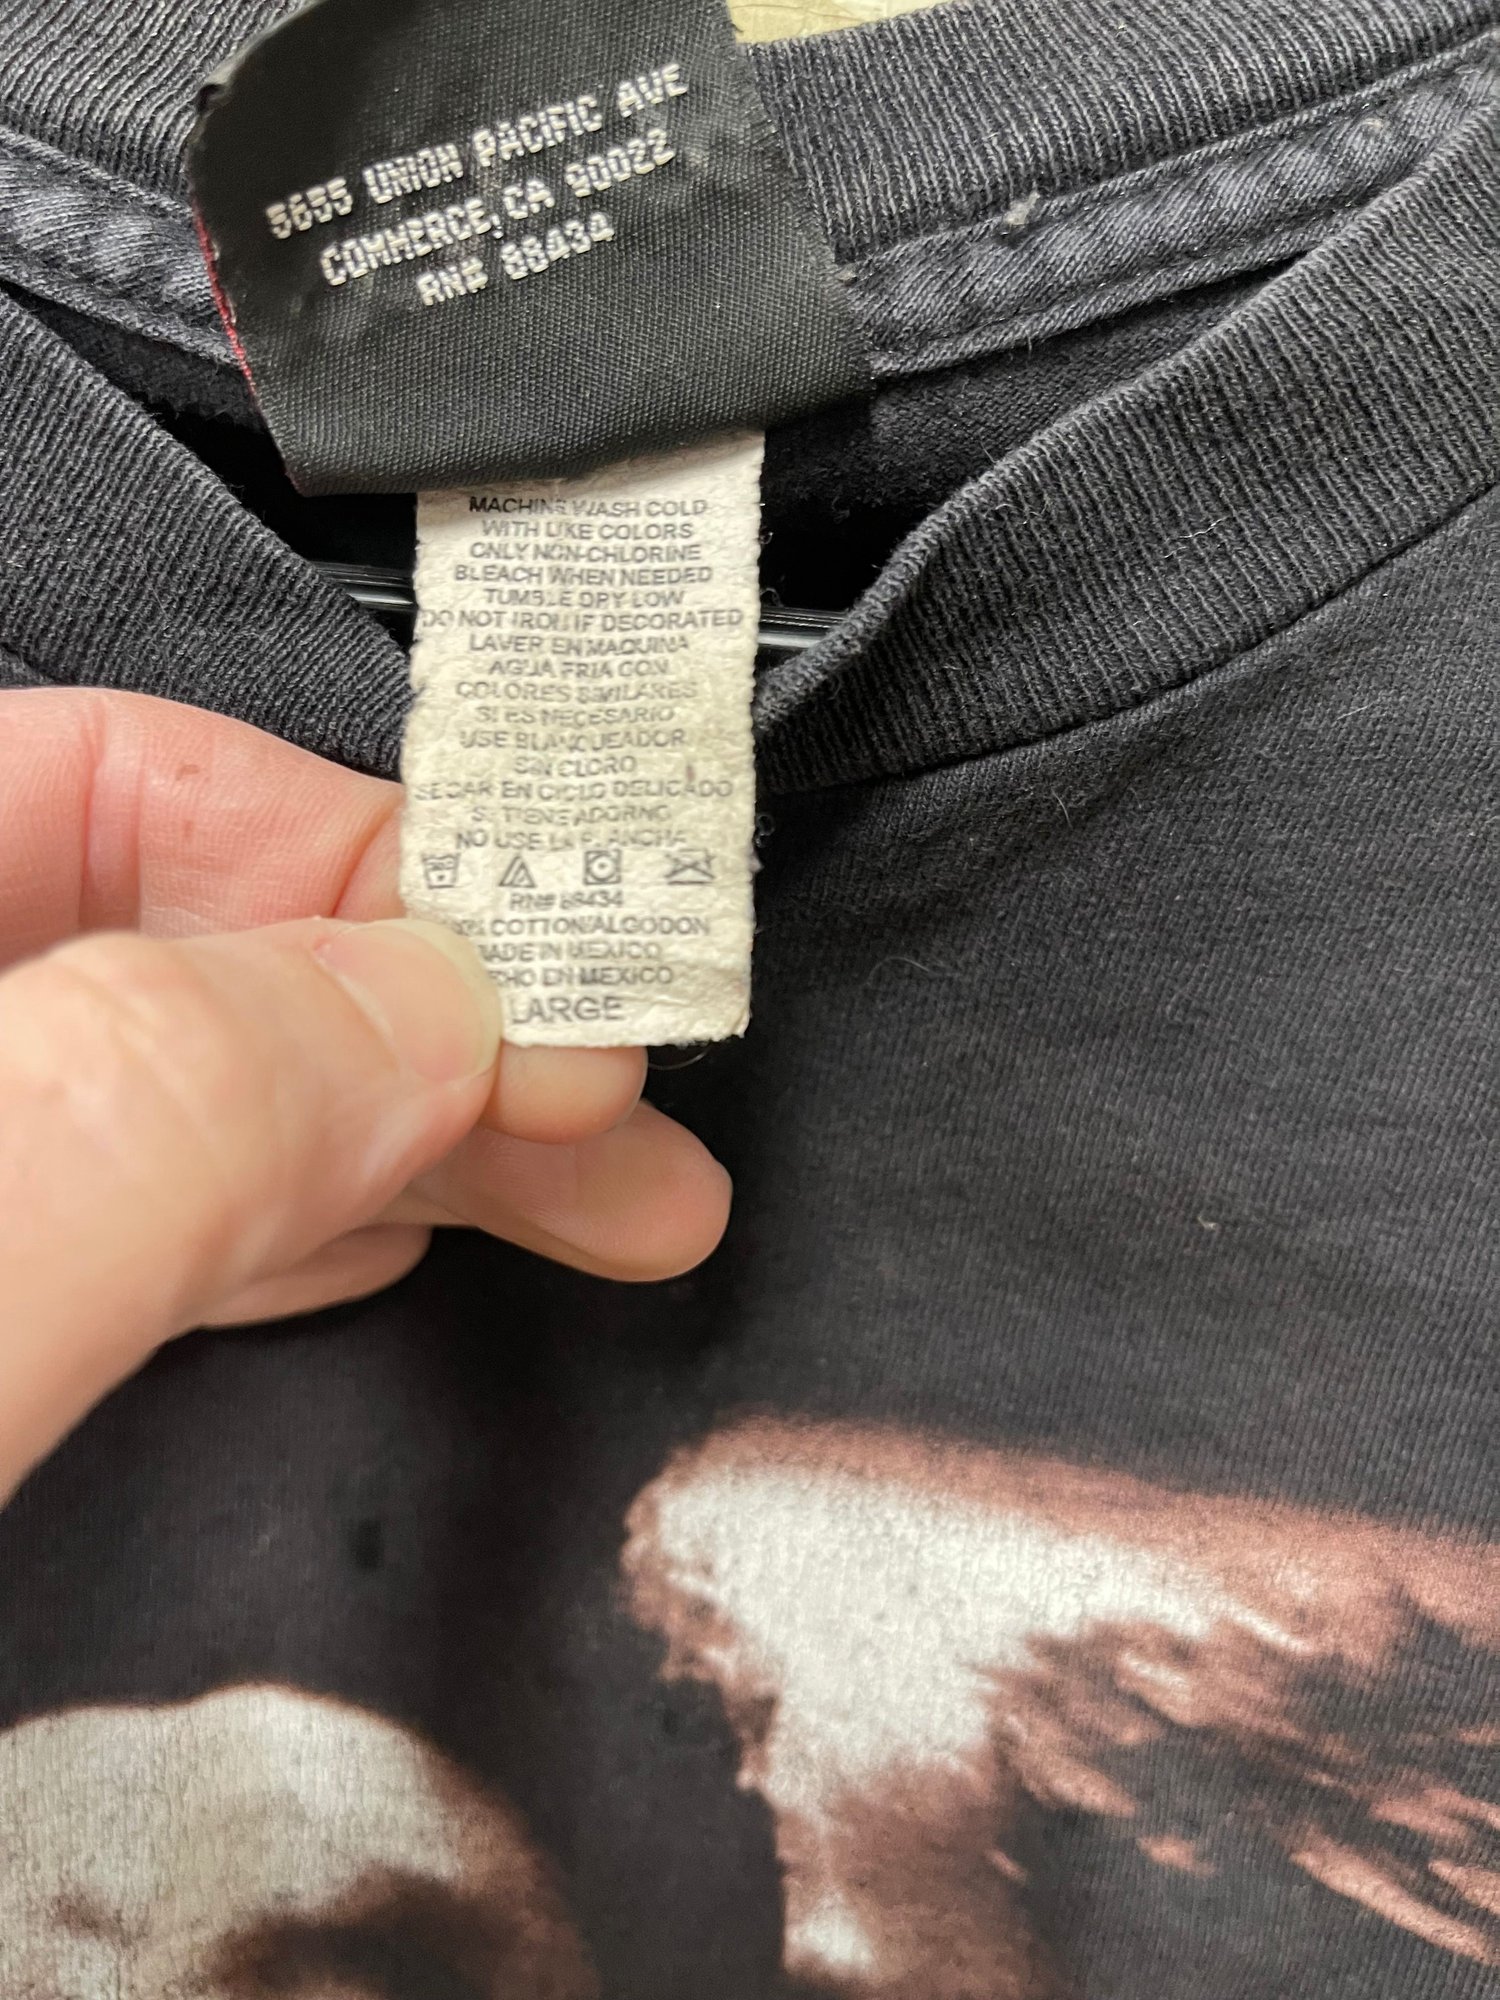 5655 UNION PACIFIC AVE
COMMERCE, CA 90022
RN# 88434
MACHINE WASH COLD
WITH LIKE COLORS
ONLY NON-CHLORINE
BLEACH WHEN NEEDED
TUMBLE DRY LOW
DO NOT IRON IF DECORATED
LAVER EN MAQUINA
AGUA FRIA CON
COLORES SIMILARES
SI ES NECESARIO
USE BLANQUEADOR
SIN CLORO
SECAR EN CICLO DELICADO
SI TIENE ADORNO
NO USE LA PLANCHA
RN# 88434
COTTON/ALGODON
MADE IN MEXICO
CHO EN MEXICO
LARGE